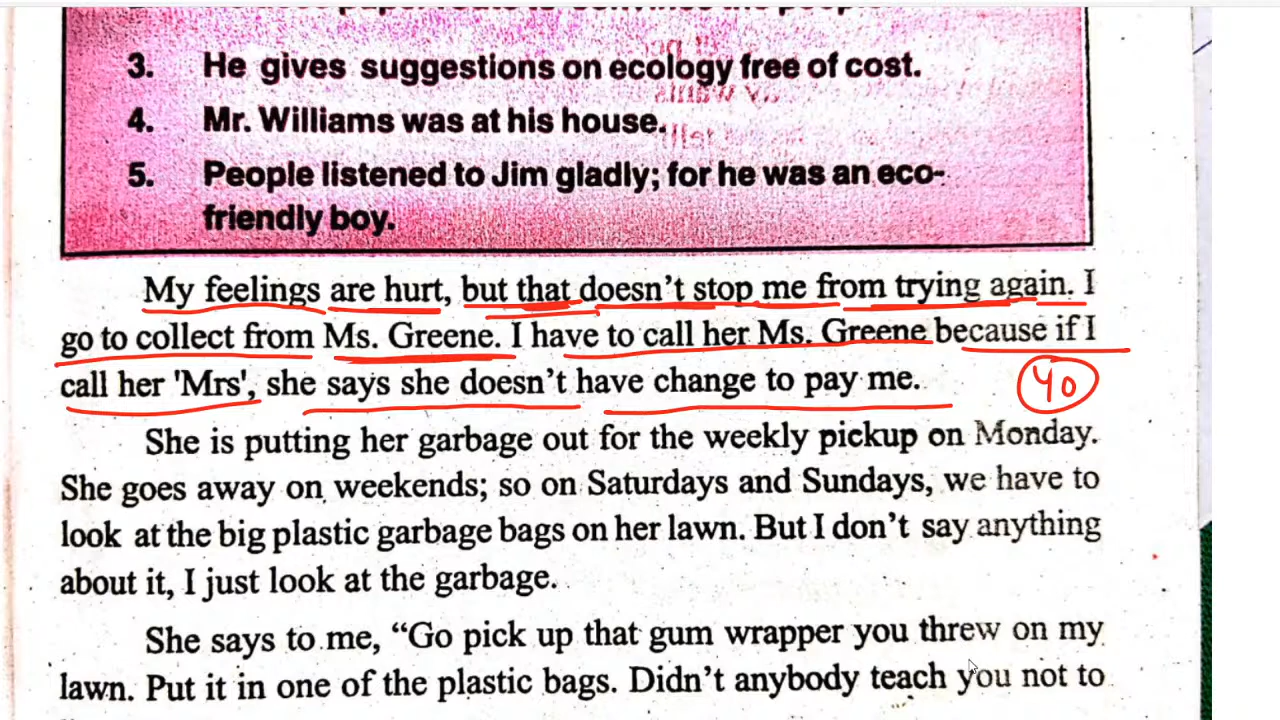 3. He gives suggestions on ecology free of cost.
4. Mr. Williams was at his house.
5. People listened to Jim gladly; for he was an eco-
friendly boy.
My feelings are hurt, but that doesn't stop me from trying again. I
go to collect from Ms. Greene. I have to call her Ms. Greene because if I
call her 'Mrs', she says she doesn't have change to pay me.
40
She is putting her garbage out for the weekly pickup on Monday.
She goes away on weekends; so on Saturdays and Sundays, we have to
look at the big plastic garbage bags on her lawn. But I don't say anything
about it, I just look at the garbage.
She says to me, “Go pick up that gum wrapper you threw on my
lawn. Put it in one of the plastic bags. Didn't anybody teach you not to